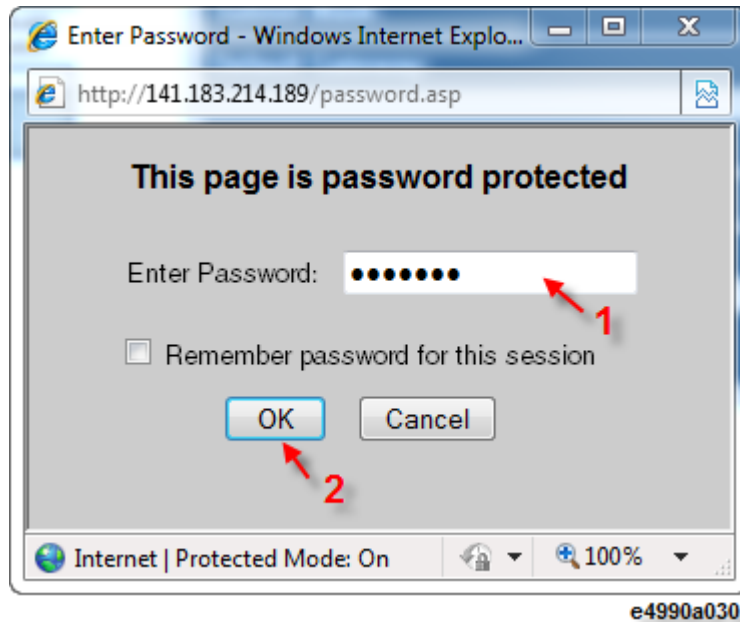 Enter Password - Windows Internet Explo...
http://141.183.214.189/password.asp
This page is password protected
Enter Password: ●●●●●●●
1
Remember password for this session
OK Cancel
2
Internet | Protected Mode: On 100%
e4990a030